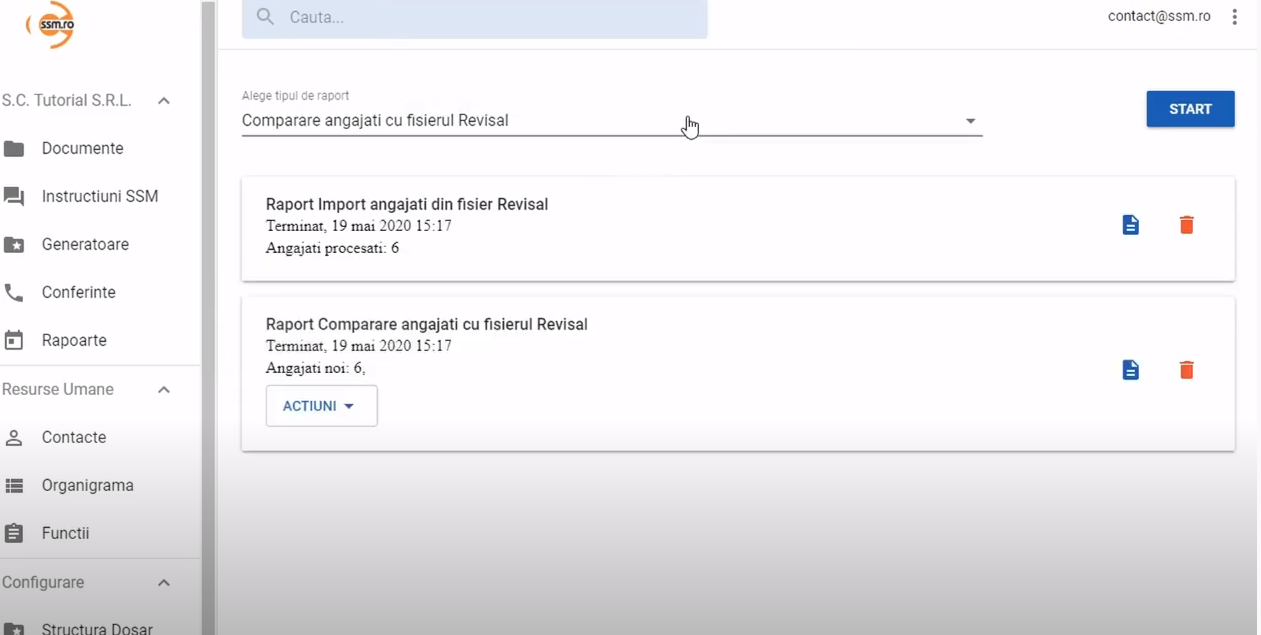 ssm.ro
Cauta...
contact@ssm.ro
S.C. Tutorial S.R.L.
Documente
Instructiuni SSM
Generatoare
Conferinte
Rapoarte
Resurse Umane
Contacte
Organigrama
Functii
Configurare
Structura Dosar
Alege tipul de raport
Comparare angajati cu fisierul Revisal
START
Raport Import angajati din fisier Revisal
Terminat, 19 mai 2020 15:17
Angajati procesati: 6
Raport Comparare angajati cu fisierul Revisal
Terminat, 19 mai 2020 15:17
Angajati noi: 6,
ACTIUNI